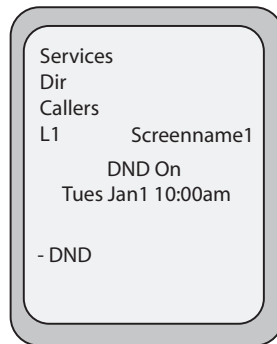 Services
Dir
Callers
L1 Screenname1
DND On
Tues Jan1 10:00am
- DND